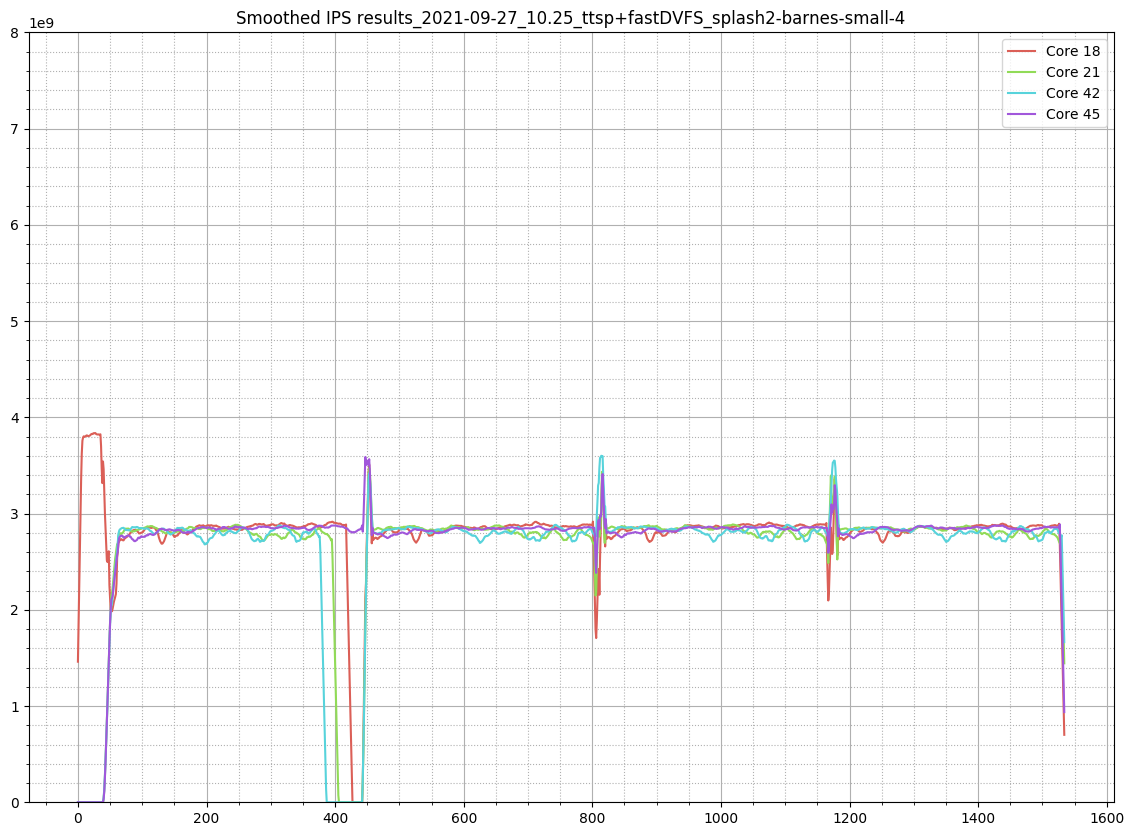 Smoothed IPS results_2021-09-27_10.25_ttsp+fastDVFS_splash2-barnes-small-4
1e9
8
7
6
5
4
3
2
1
0
Core 18
Core 21
Core 42
Core 45
0 200 400 600 800 1000 1200 1400 1600